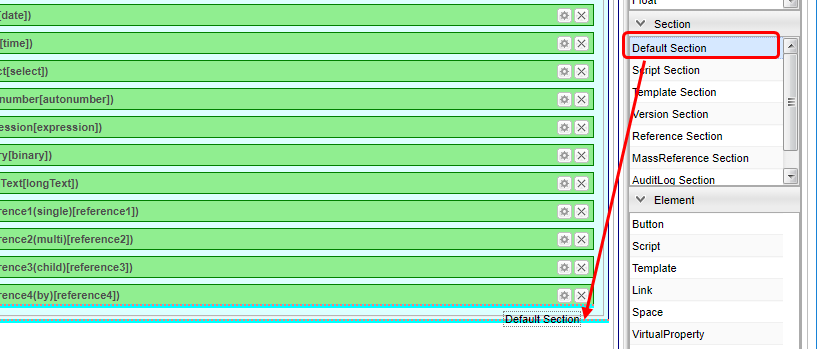 [date])
[time])
ct[select])
number[autonumber])
ession[expression])
ry[binary])
Text[longText])
rence1(single)[reference1])
rence2(multi)[reference2])
rence3(child)[reference3])
rence4(by)[reference4])
Default Section
Float
Section
Default Section
Script Section
Template Section
Version Section
Reference Section
MassReference Section
AuditLog Section
Element
Button
Script
Template
Link
Space
VirtualProperty